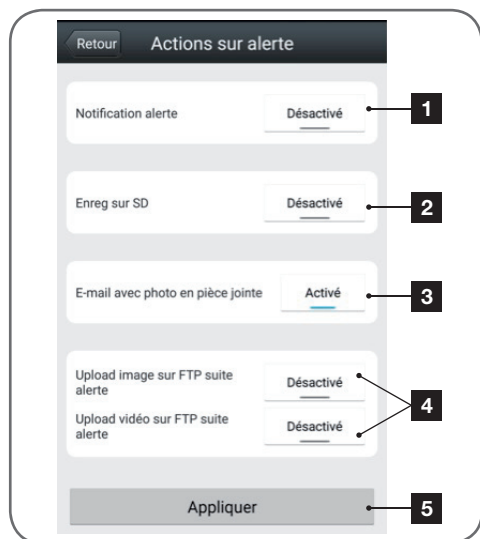 Retour
Actions sur alerte
Notification alerte
Désactivé
1
Enreg sur SD
Désactivé
2
E-mail avec photo en pièce jointe
Activé
3
Upload image sur FTP suite
alerte
Désactivé
Upload vidéo sur FTP suite
alerte
Désactivé
4
Appliquer
5